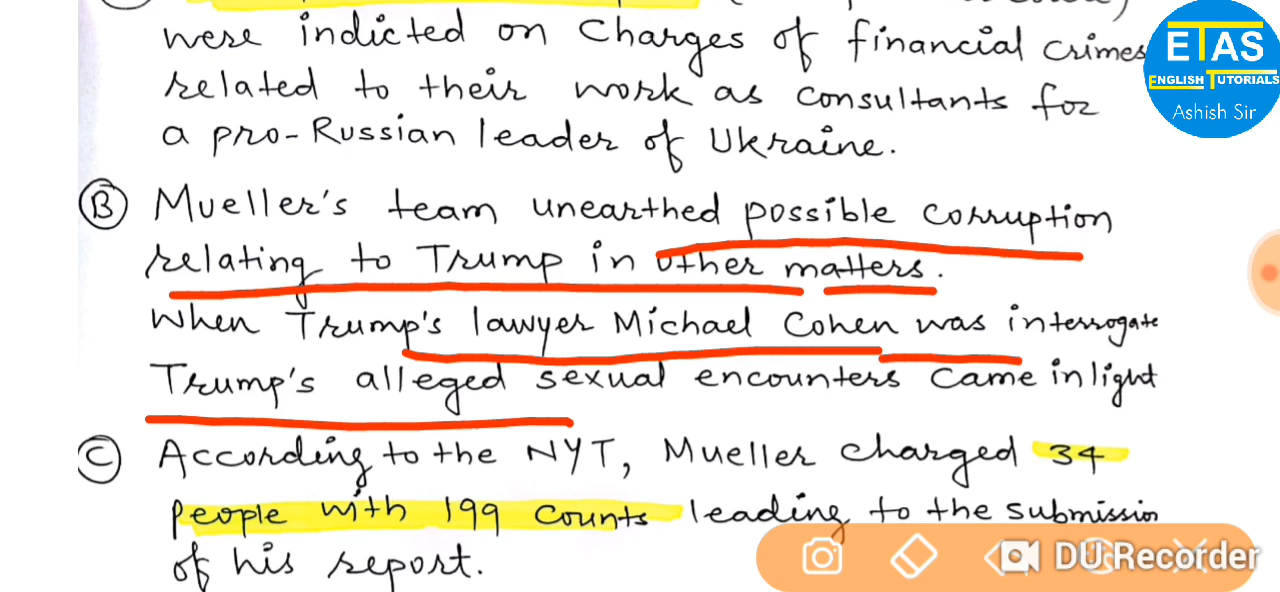 were indicted on Charges of financial crimes
related to their work as consultants for
a pro-Russian leader of Ukraine.
(B) Mueller's team unearthed possible corruption
relating to Trump in other matters.
When Trump's lawyer Michael Cohen was interrogate
Trump's alleged sexual encounters came in light
(C) According to the NYT, Mueller charged 34
people with 199 counts leading to the submission
of his report.
ETAS
ENGLISH TUTORIALS
Ashish Sir
DU Recorder